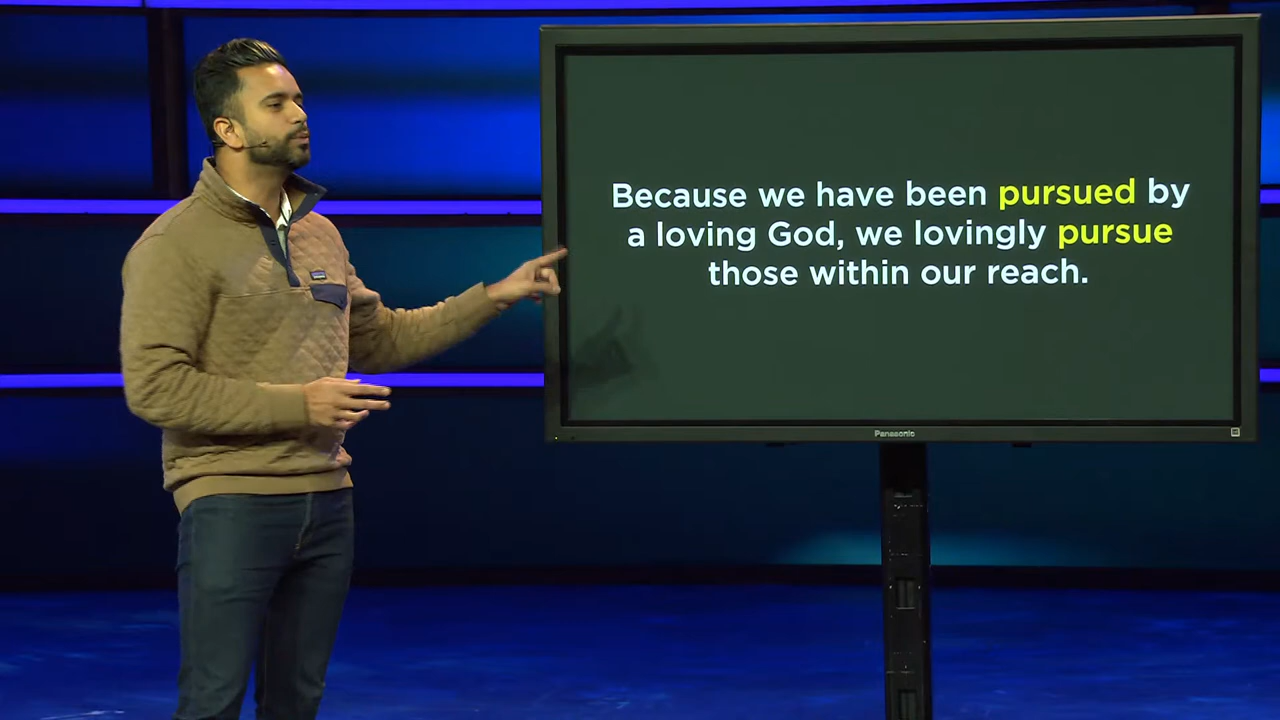 Because we have been pursued by
a loving God, we lovingly pursue
those within our reach.
Panasonic